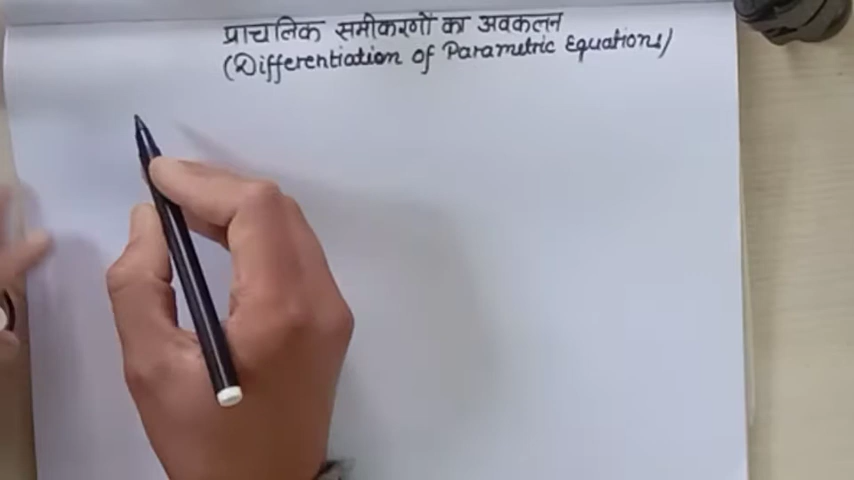 प्राचलिक समीकरणों का अवकलन
(Differentiation of Parametric Equations)